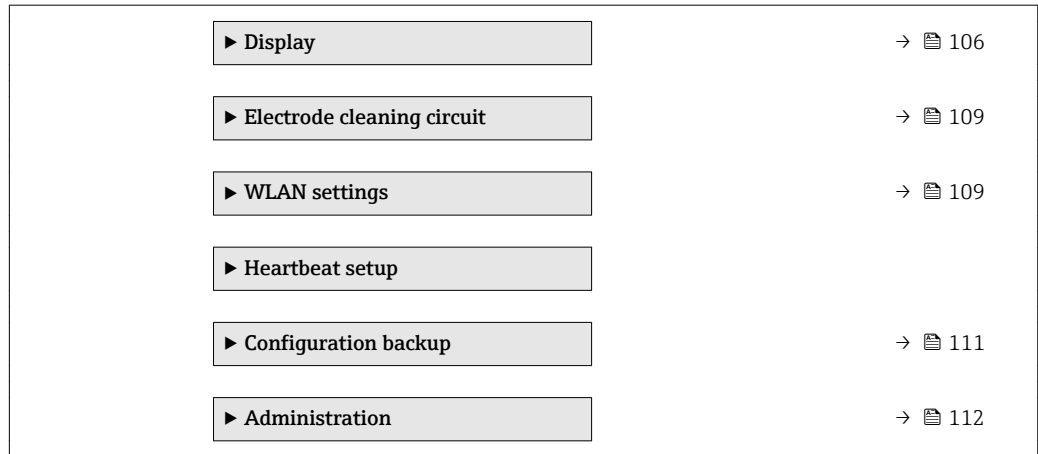 ▶ Display → 106
▶ Electrode cleaning circuit → 109
▶ WLAN settings → 109
▶ Heartbeat setup
▶ Configuration backup → 111
▶ Administration → 112